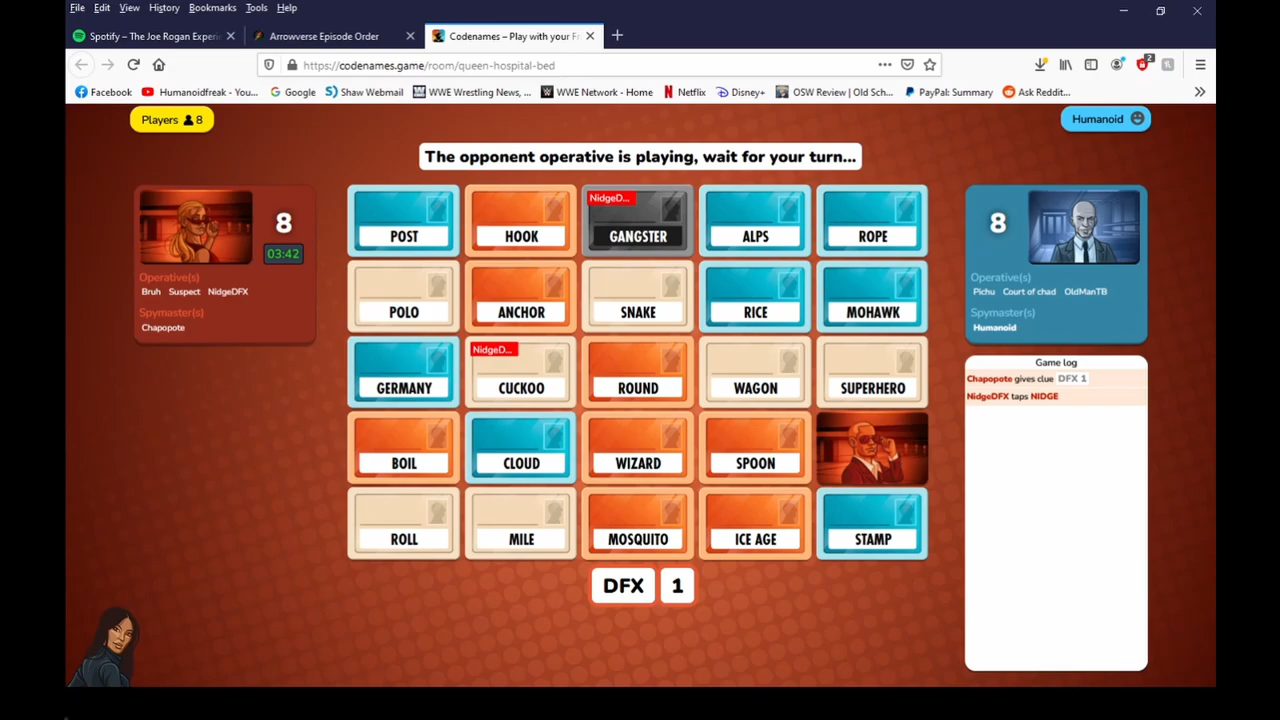 File Edit View History Bookmarks Tools Help
Spotify – The Joe Rogan Experi
Arrowverse Episode Order
Codenames – Play with your Fr
https://codenames.game/room/queen-hospital-bed
2
Facebook Humanoidfreak - You... Google Shaw Webmail WWE Wrestling News, ... WWE Network - Home Netflix Disney+ OSW Review | Old Sch... PayPal: Summary Ask Reddit...
Players 8
Humanoid
The opponent operative is playing, wait for your turn...
8
03:42
Operative(s)
Bruh Suspect NidgeDFX
Spymaster(s)
Chapopote
POST HOOK NidgeD... GANGSTER ALPS ROPE
POLO ANCHOR SNAKE RICE MOHAWK
GERMANY NidgeD... CUCKOO ROUND WAGON SUPERHERO
BOIL CLOUD WIZARD SPOON
ROLL MILE MOSQUITO ICE AGE STAMP
DFX 1
8
Operative(s)
Pichu Court of chad OldManTB
Spymaster(s)
Humanoid
Game log
Chapopote gives clue DFX 1
NidgeDFX taps NIDGE